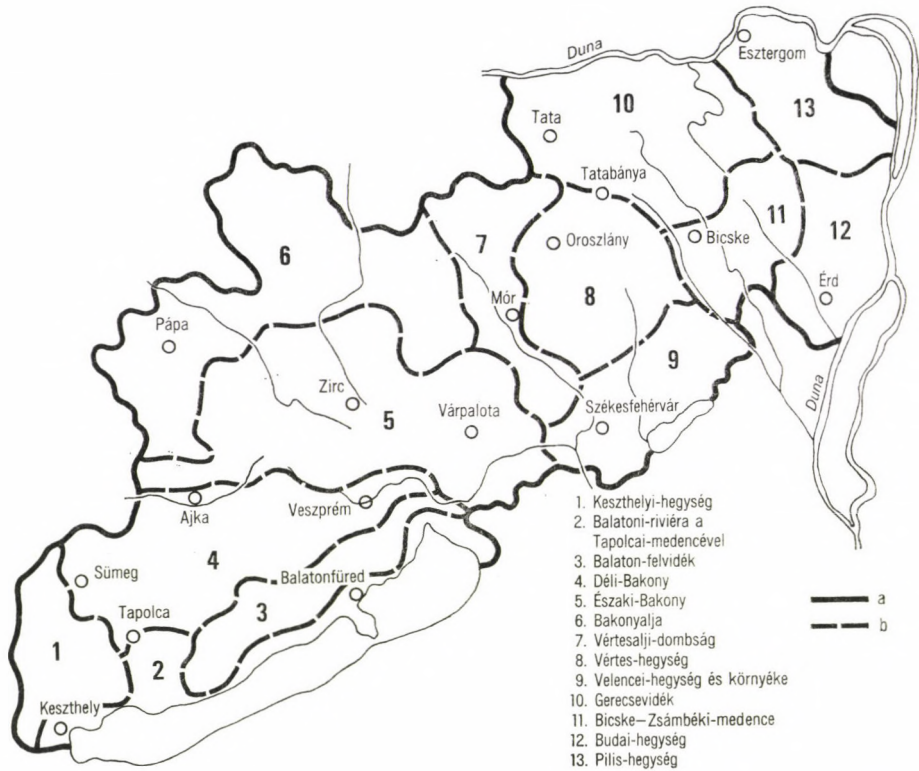 Duna
Esztergom
10
13
Tata
Tatabánya
6
7
Oroszlány
Bicske
11
12
8
Érd
Mór
Pápa
9
Zirc
5
Várpalota
Székesfehérvár
Duna
Ajka
Veszprém
4
Sümeg
Balatonfüred
Tapolca
3
1
2
Keszthely
1. Keszthelyi-hegység
2. Balatoni-riviéra a
Tapolcai-medencével
3. Balaton-felvidék
4. Déli-Bakony
5. Északi-Bakony
6. Bakonyalja
7. Vértesalji-dombság
8. Vértes-hegység
9. Velencei-hegység és környéke
10. Gerecsevidék
11. Bicske–Zsámbéki-medence
12. Budai-hegység
13. Pilis-hegység
a
b